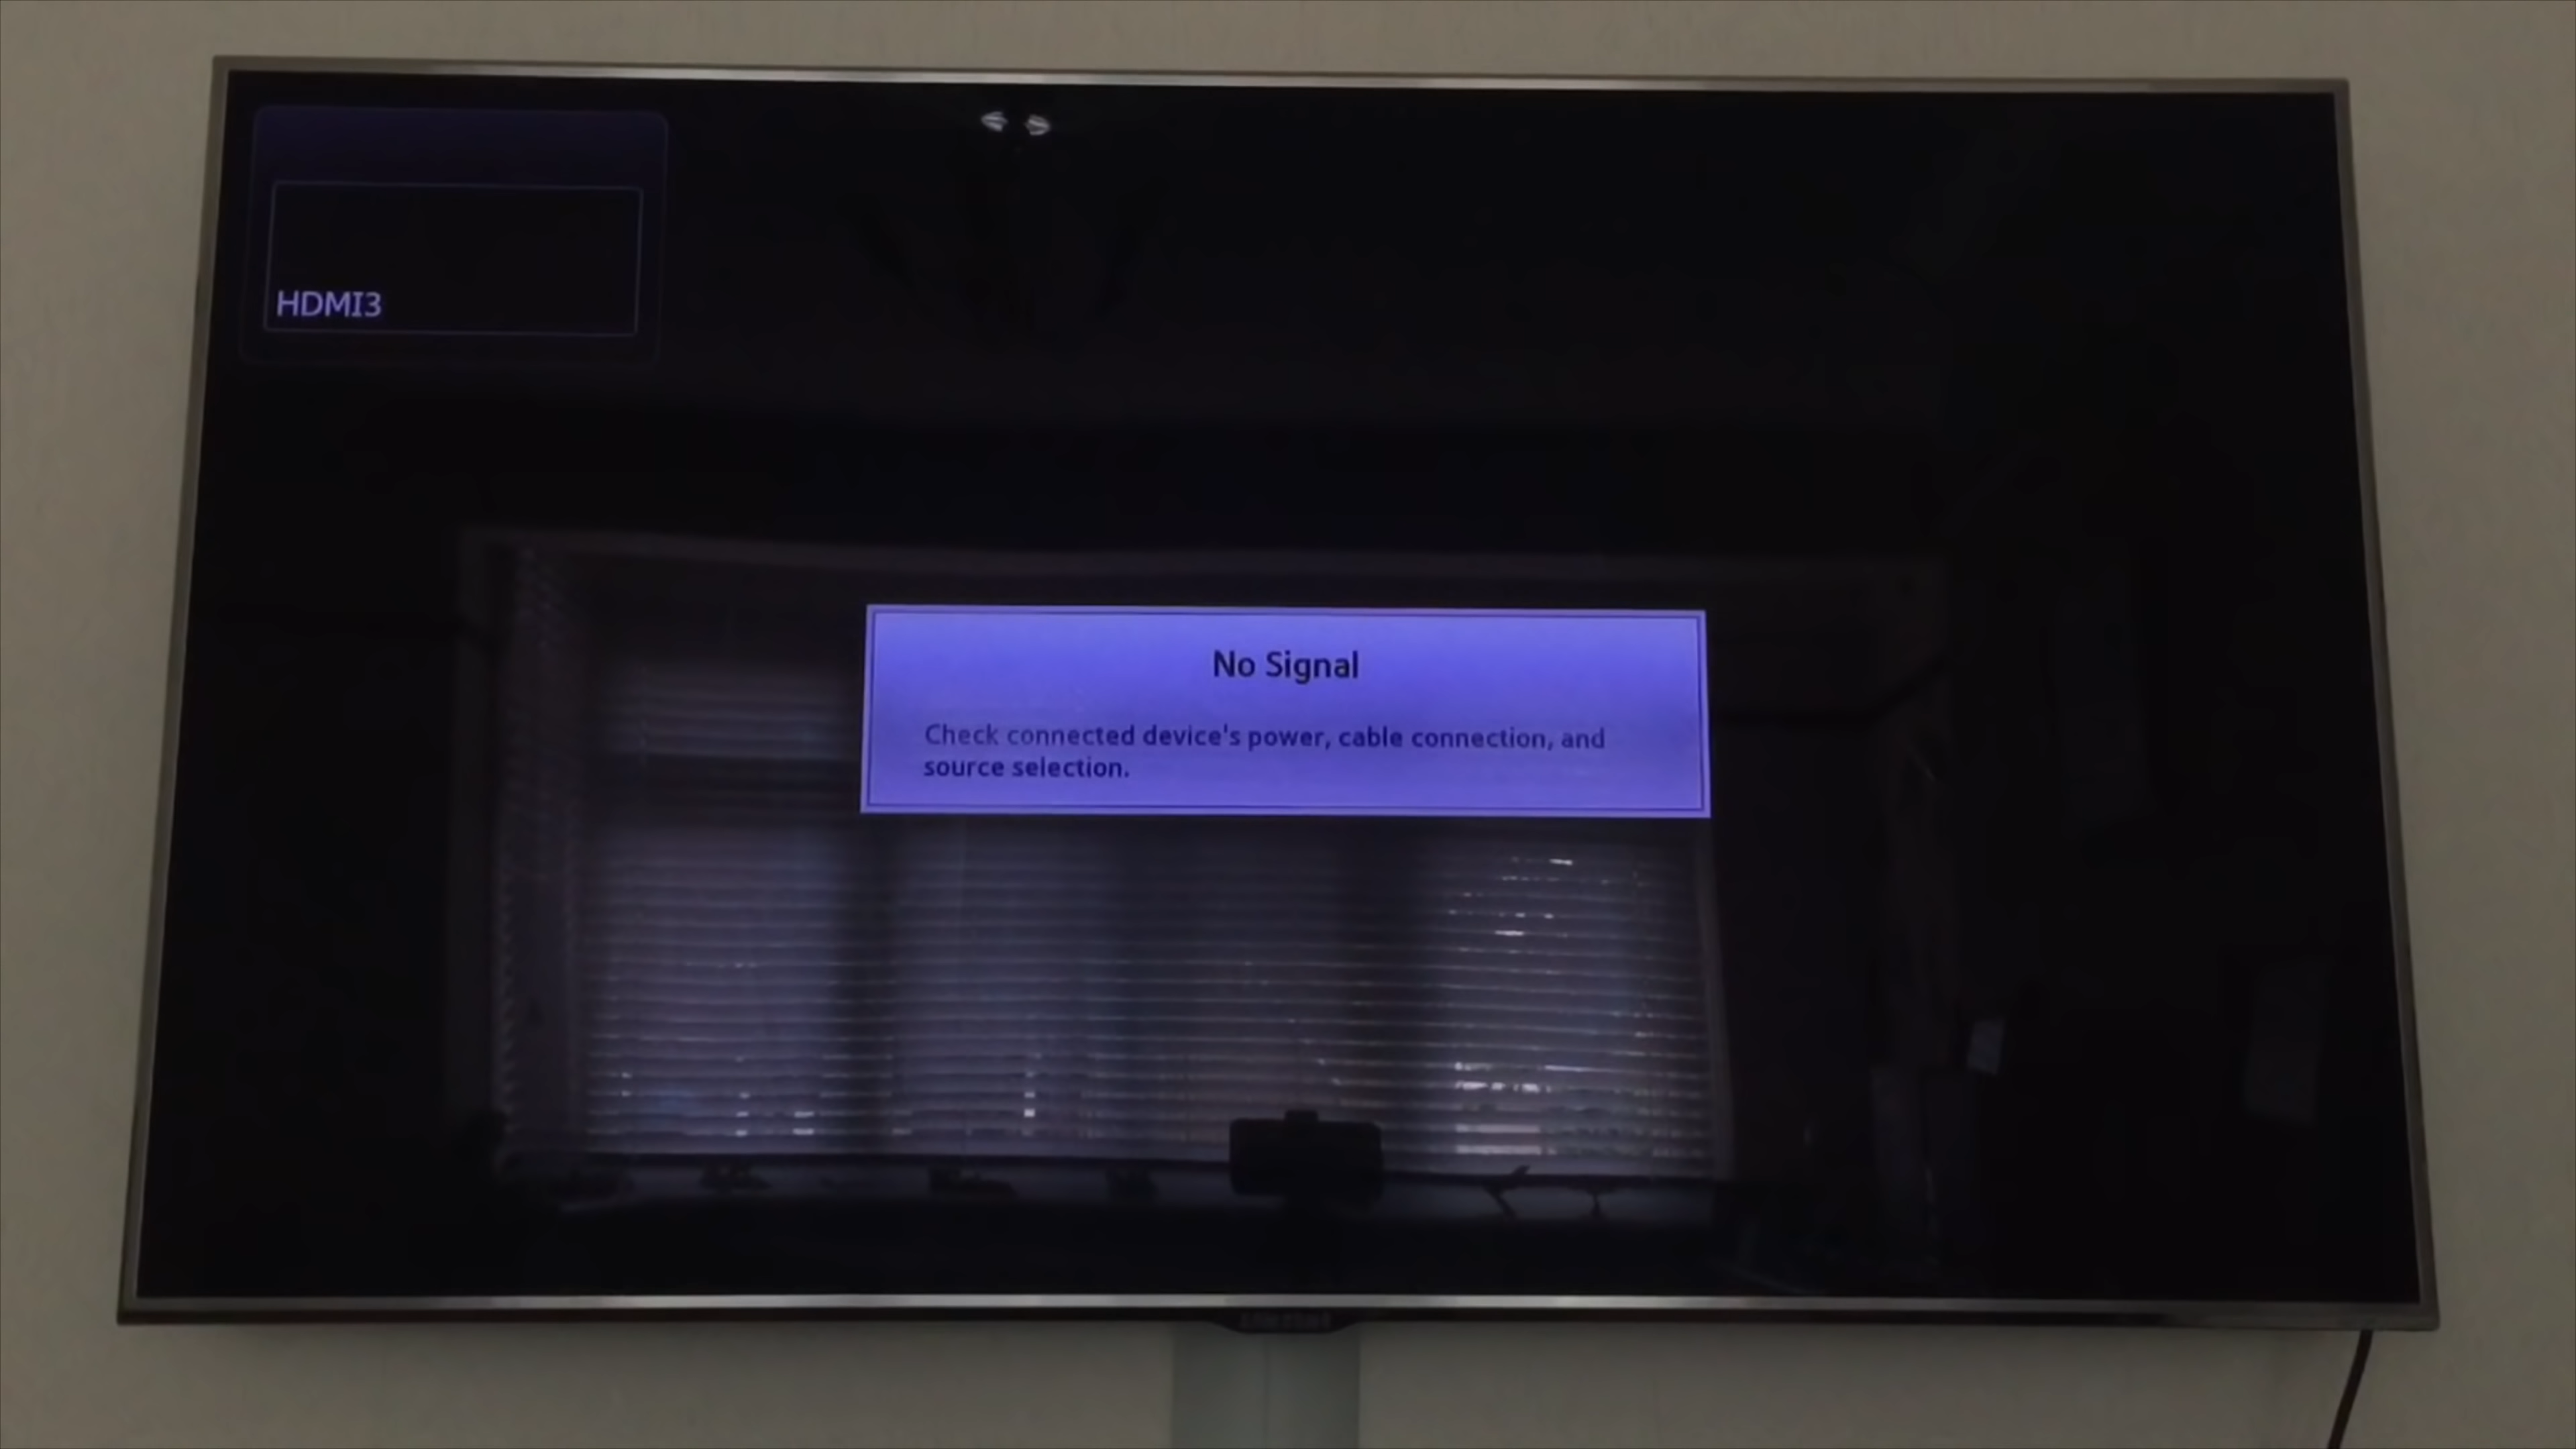 HDMI3
No Signal
Check connected device's power, cable connection, and
source selection.